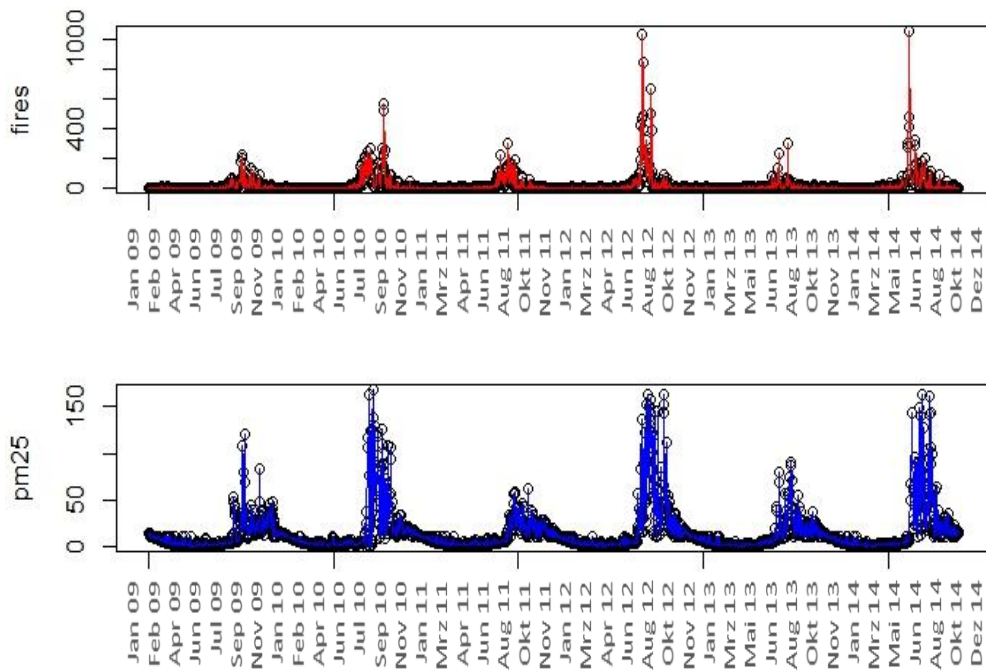 fires
1000
400
0
Jan 09
Feb 09
Apr 09
Jun 09
Jul 09
Sep 09
Nov 09
Jan 10
Feb 10
Apr 10
Jun 10
Jul 10
Sep 10
Nov 10
Jan 11
Mrz 11
Apr 11
Jun 11
Aug 11
Okt 11
Nov 11
Jan 12
Mrz 12
Apr 12
Jun 12
Aug 12
Okt 12
Nov 12
Jan 13
Mrz 13
Mai 13
Jun 13
Aug 13
Okt 13
Nov 13
Jan 14
Mrz 14
Mai 14
Jun 14
Aug 14
Okt 14
Dez 14
pm25
150
50
0
Jan 09
Feb 09
Apr 09
Jun 09
Jul 09
Sep 09
Nov 09
Jan 10
Feb 10
Apr 10
Jun 10
Jul 10
Sep 10
Nov 10
Jan 11
Mrz 11
Apr 11
Jun 11
Aug 11
Okt 11
Nov 11
Jan 12
Mrz 12
Apr 12
Jun 12
Aug 12
Okt 12
Nov 12
Jan 13
Mrz 13
Mai 13
Jun 13
Aug 13
Okt 13
Nov 13
Jan 14
Mrz 14
Mai 14
Jun 14
Aug 14
Okt 14
Dez 14